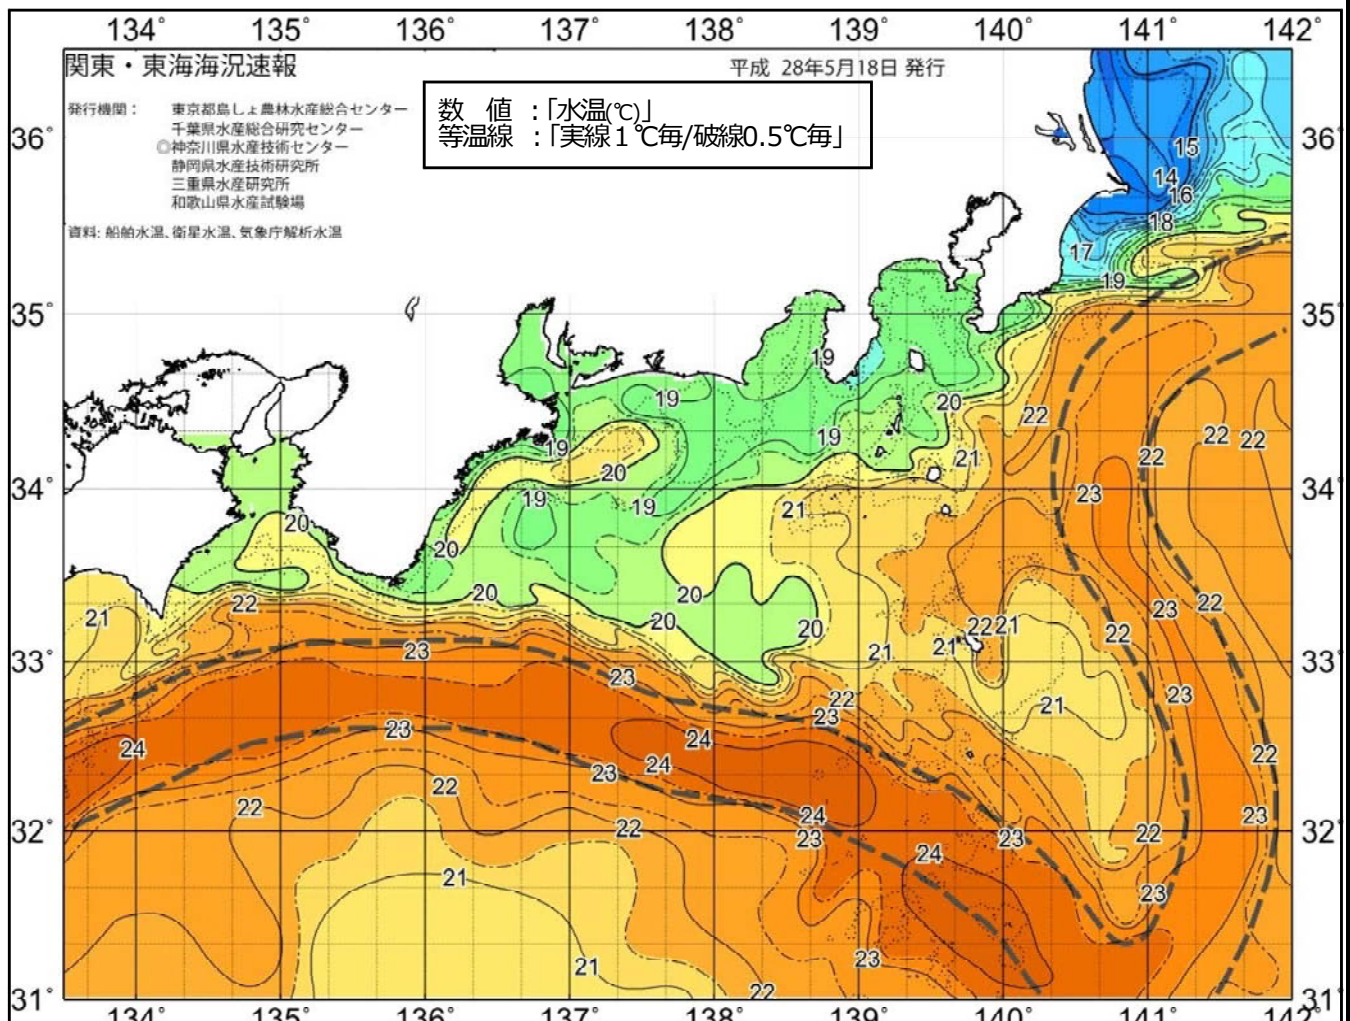 134° 135° 136° 137° 138° 139° 140° 141° 142°
関東・東海海況速報
平成 28年5月18日 発行
発行機関： 東京都島しょ農林水産総合センター
千葉県水産総合研究センター
◎神奈川県水産技術センター
静岡県水産技術研究所
三重県水産研究所
和歌山県水産試験場
資料: 船舶水温、衛星水温、気象庁解析水温
数 値 ：「水温(℃)」
等温線 ：「実線１℃毎/破線0.5℃毎」
36° 15 36°
14
16
18
17
19
35° 35°
19
19 20 22
19 19 21 22 22
20 22
34° 19 19 21 23 34°
20 20
20 20
21 22 20 20 22 21 23 22 22
33° 23 21 21 33°
23 22 23
23 21
24 23 24 22
24 23
22 22 24 23
32° 22 23 23 22 32°
24
21 23
21 23
31° 22 31°
134° 135° 136° 137° 138° 139° 140° 141° 142°